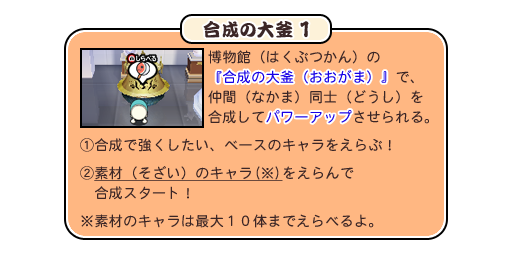 合成の大釜 1
しらべる
博物館（はくぶつかん）の
『合成の大釜（おおがま）』で、
仲間（なかま）同士（どうし）を
合成してパワーアップさせられる。
①合成で強くしたい、ベースのキャラをえらぶ！
②素材（そざい）のキャラ(※)をえらんで
合成スタート！
※素材のキャラは最大１０体までえらべるよ。